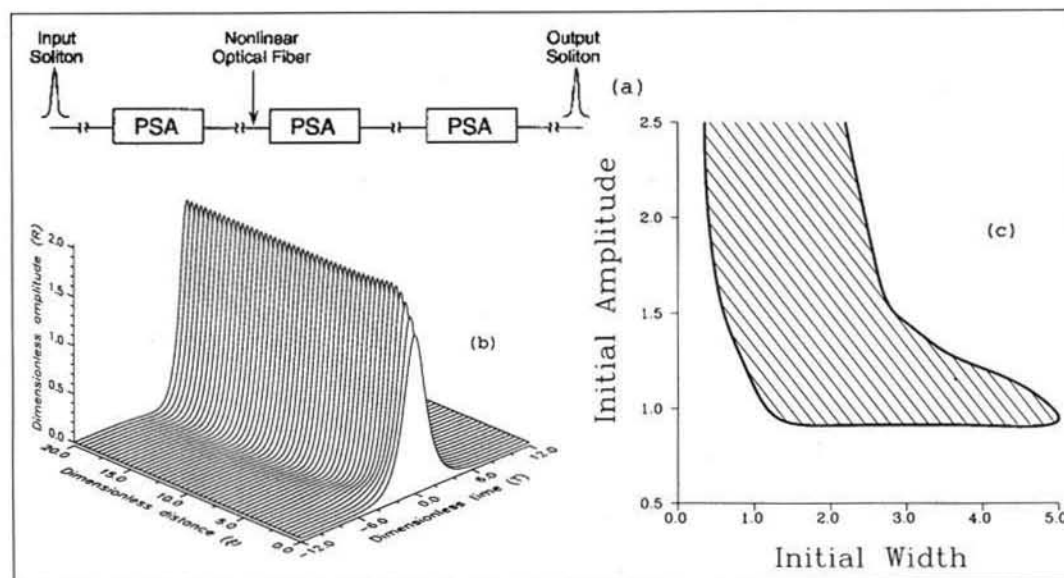 Input
Soliton
Nonlinear
Optical Fiber
Output
Soliton
PSA
PSA
PSA
(a)
Dimensionless amplitude (R)
2.0
1.5
1.0
0.5
0.0
(b)
20.0
15.0
10.0
5.0
0.0
Dimensionless distance (ξ)
-12.0
-6.0
0.0
6.0
12.0
Dimensionless time (T)
(c)
Initial Amplitude
2.5
2.0
1.5
1.0
0.5
0.0
1.0
2.0
3.0
4.0
5.0
Initial Width